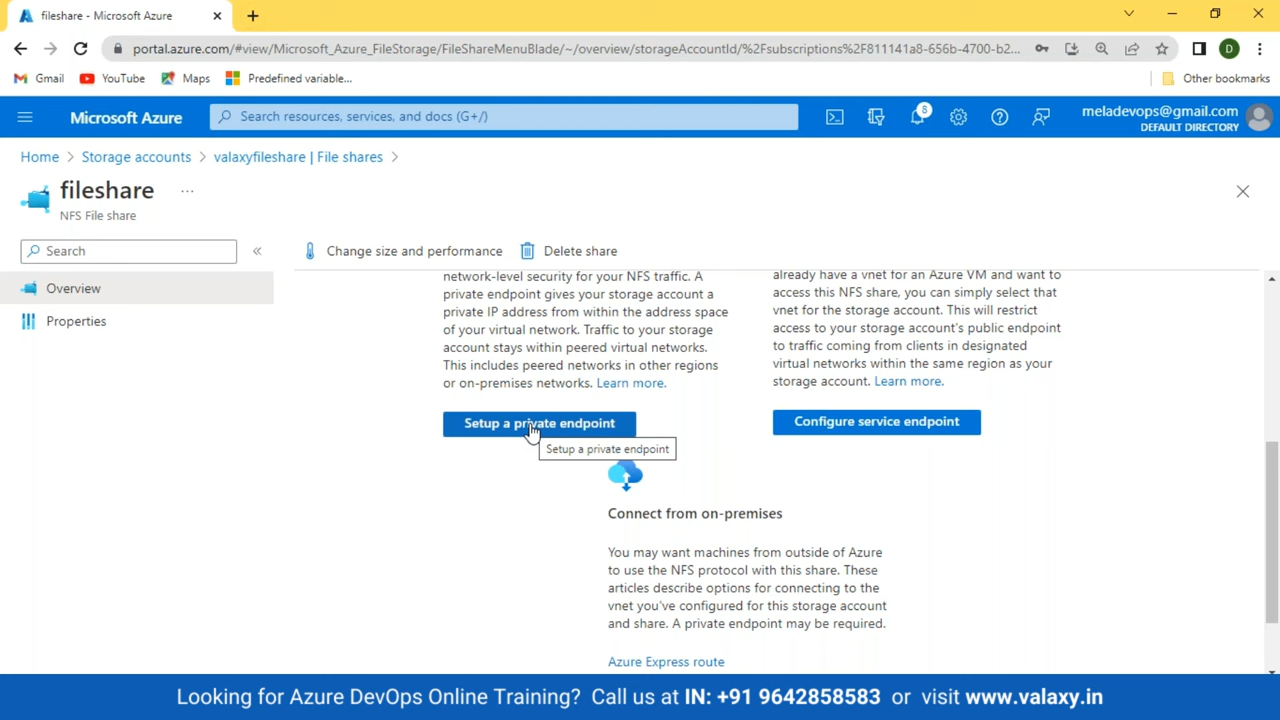 fileshare - Microsoft Azure
portal.azure.com/#view/Microsoft_Azure_FileStorage/FileShareMenuBlade/~/overview/storageAccountId/%2Fsubscriptions%2F811141a8-656b-4700-b2...
D
Gmail
YouTube
Maps
Predefined variable...
Other bookmarks
Microsoft Azure
Search resources, services, and docs (G+/)
8
meladevops@gmail.com
DEFAULT DIRECTORY
Home > Storage accounts > valaxyfileshare | File shares >
fileshare ...
NFS File share
Search
«
Change size and performance
Delete share
Overview
Properties
network-level security for your NFS traffic. A
private endpoint gives your storage account a
private IP address from within the address space
of your virtual network. Traffic to your storage
account stays within peered virtual networks.
This includes peered networks in other regions
or on-premises networks. Learn more.
Setup a private endpoint
Setup a private endpoint
already have a vnet for an Azure VM and want to
access this NFS share, you can simply select that
vnet for the storage account. This will restrict
access to your storage account's public endpoint
to traffic coming from clients in designated
virtual networks within the same region as your
storage account. Learn more.
Configure service endpoint
Connect from on-premises
You may want machines from outside of Azure
to use the NFS protocol with this share. These
articles describe options for connecting to the
vnet you've configured for this storage account
and share. A private endpoint may be required.
Azure Express route
Looking for Azure DevOps Online Training? Call us at IN: +91 9642858583 or visit www.valaxy.in